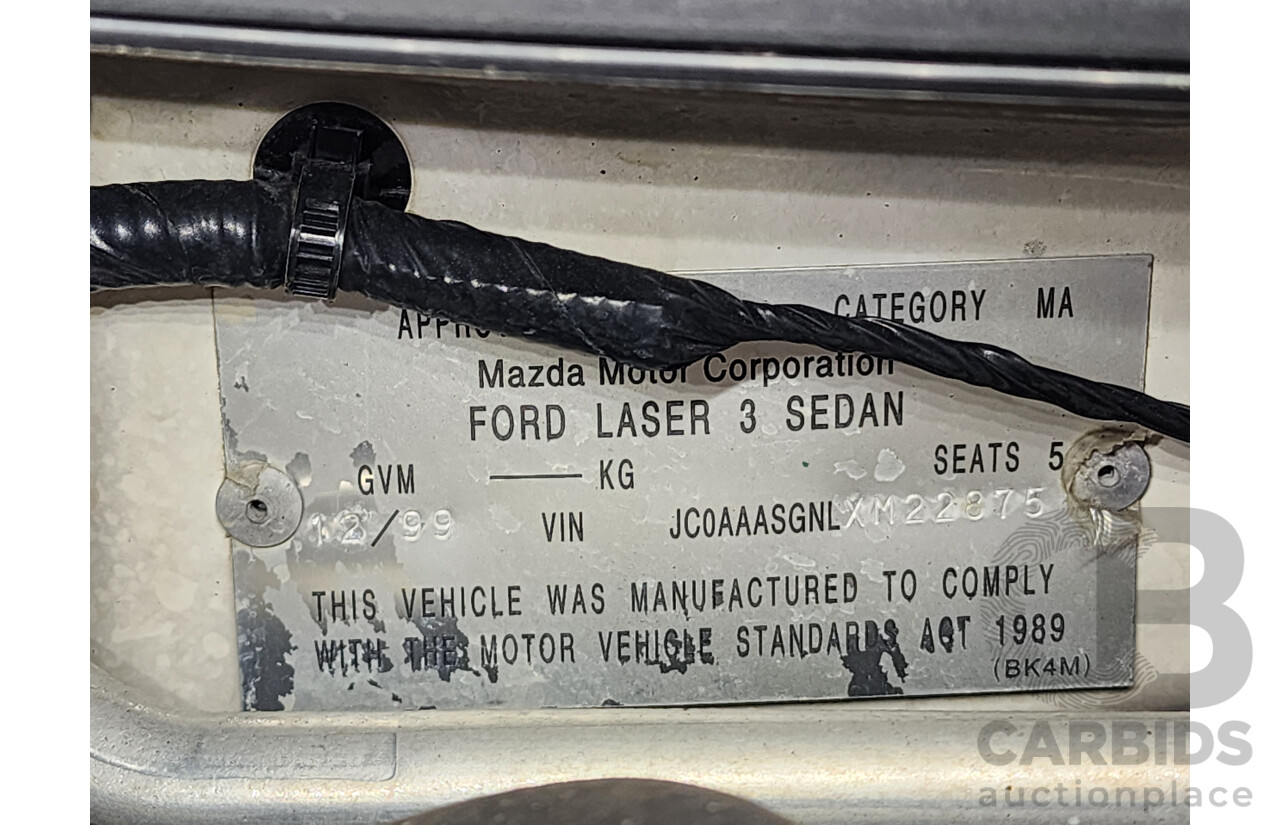 CATEGORY MA
Mazda Motor Corporation
FORD LASER 3 SEDAN
GVM KG SEATS 5
12/99 VIN JC0AAASGNLXM22875
THIS VEHICLE WAS MANUFACTURED TO COMPLY
WITH THE MOTOR VEHICLE STANDARDS ACT 1989
(BK4M)
B
CARBIDS
auctionplace